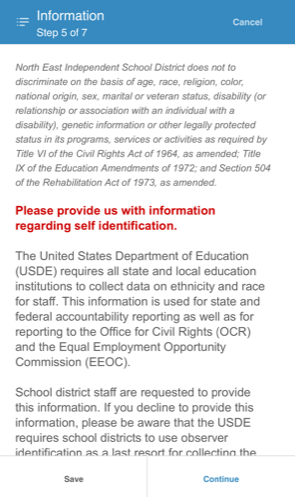 Information
Cancel
Step 5 of 7
North East Independent School District does not to
discriminate on the basis of age, race, religion, color,
national origin, sex, marital or veteran status, disability (or
relationship or association with an individual with a
disability), genetic information or other legally protected
status in its programs, services or activities as required by
Title VI of the Civil Rights Act of 1964, as amended; Title
IX of the Education Amendments of 1972; and Section 504
of the Rehabilitation Act of 1973, as amended.
Please provide us with information
regarding self identification.
The United States Department of Education
(USDE) requires all state and local education
institutions to collect data on ethnicity and race
for staff. This information is used for state and
federal accountability reporting as well as for
reporting to the Office for Civil Rights (OCR)
and the Equal Employment Opportunity
Commission (EEOC).
School district staff are requested to provide
this information. If you decline to provide this
information, please be aware that the USDE
requires school districts to use observer
identification as a last resort for collecting the
Save
Continue